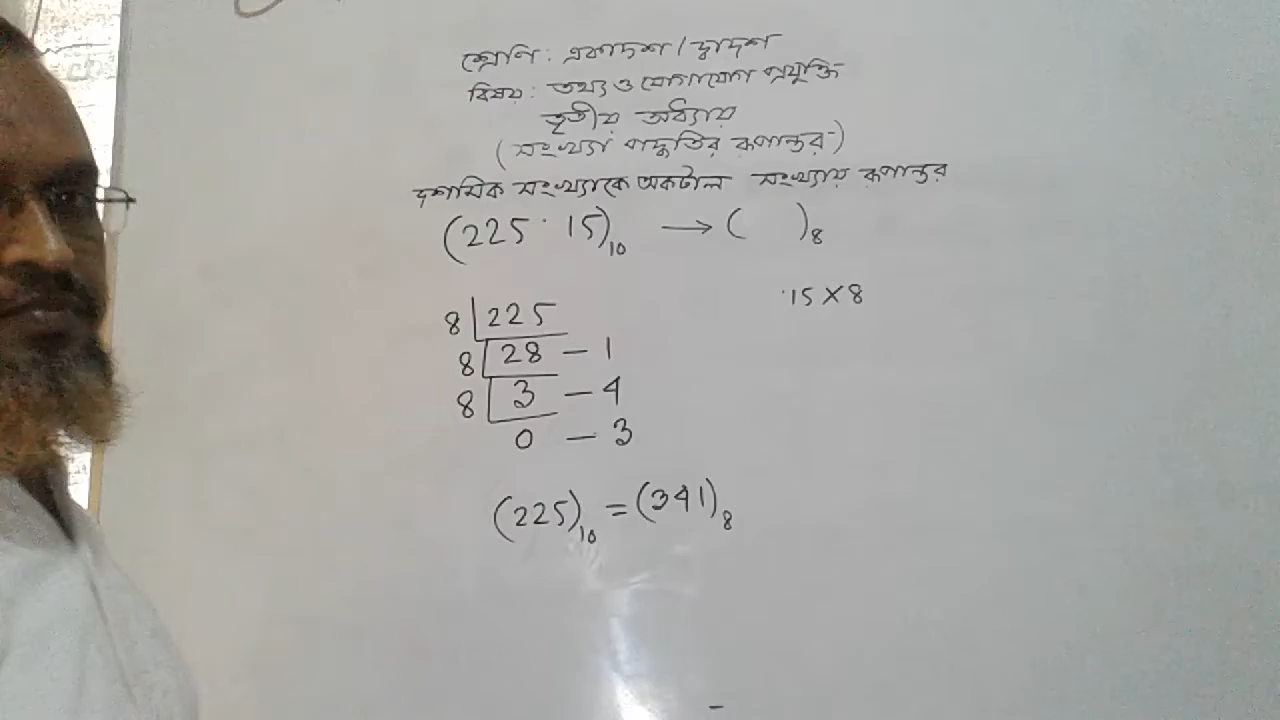 শ্রেণি: একাদশ / দ্বাদশ
বিষয়: তথ্য ও যোগাযোগ প্রযুক্তি
তৃতীয় অধ্যায়
(সংখ্যা পদ্ধতির রূপান্তর)
দশমিক সংখ্যাকে অকটাল সংখ্যায় রূপান্তর
(225.15)₁₀ → ( )₈
.15 × 8
8 | 225
8 | 28 — 1
8 | 3 — 4
0 — 3
(225)₁₀ = (341)₈